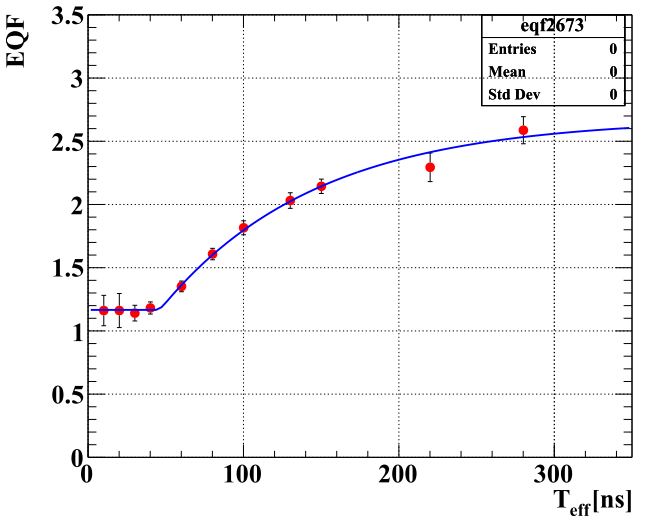 EQF
3.5
3
2.5
2
1.5
1
0.5
0
eqf2673
Entries 0
Mean 0
Std Dev 0
0 100 200 300
T_eff[ns]